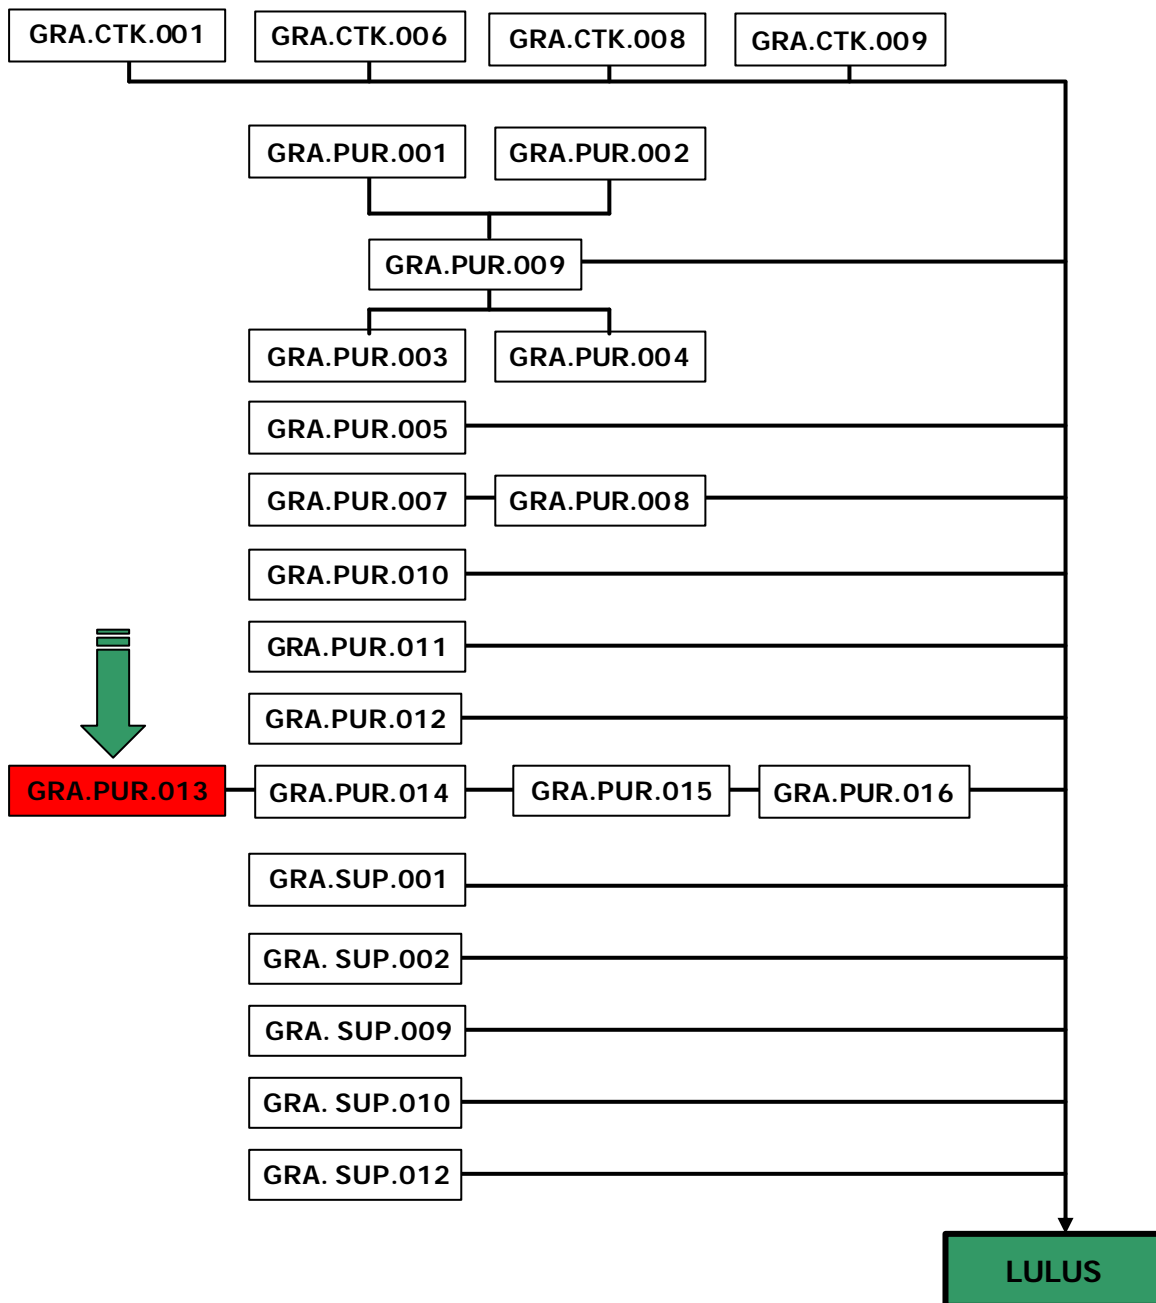 GRA.CTK.001
GRA.CTK.006
GRA.CTK.008
GRA.CTK.009
GRA.PUR.001
GRA.PUR.002
GRA.PUR.009
GRA.PUR.003
GRA.PUR.004
GRA.PUR.005
GRA.PUR.007
GRA.PUR.008
GRA.PUR.010
GRA.PUR.011
GRA.PUR.012
GRA.PUR.013
GRA.PUR.014
GRA.PUR.015
GRA.PUR.016
GRA.SUP.001
GRA. SUP.002
GRA. SUP.009
GRA. SUP.010
GRA. SUP.012
LULUS